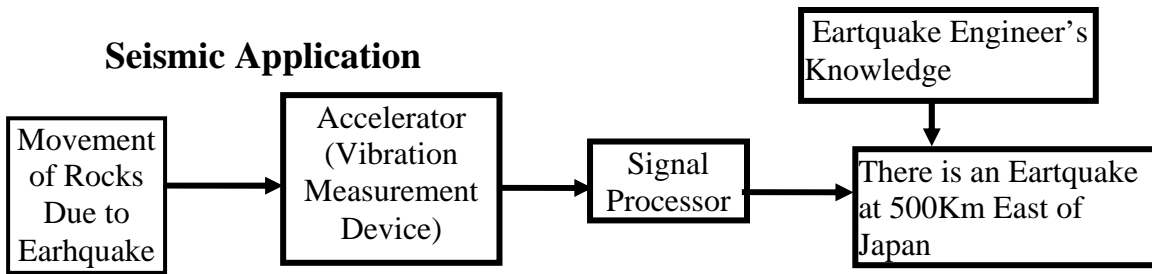 Seismic Application
Eartquake Engineer’s
Knowledge
Movement
of Rocks
Due to
Earhquake
Accelerator
(Vibration
Measurement
Device)
Signal
Processor
There is an Eartquake
at 500Km East of
Japan